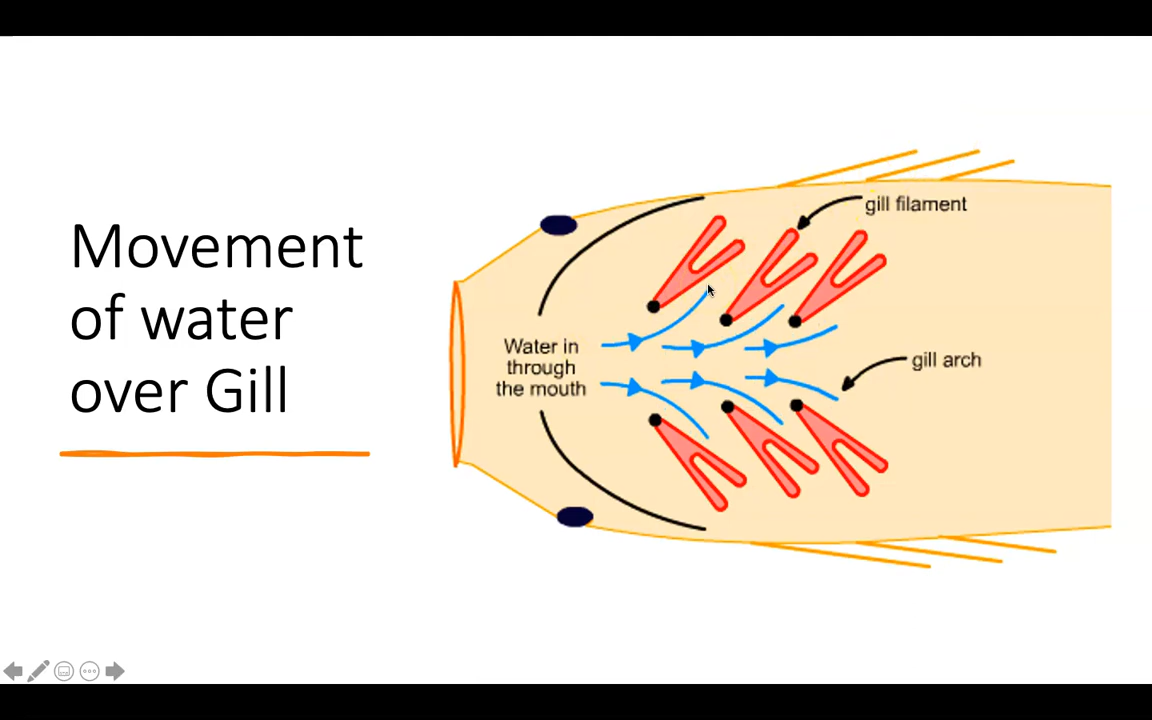 Movement
of water
over Gill
gill filament
Water in
through
the mouth
gill arch